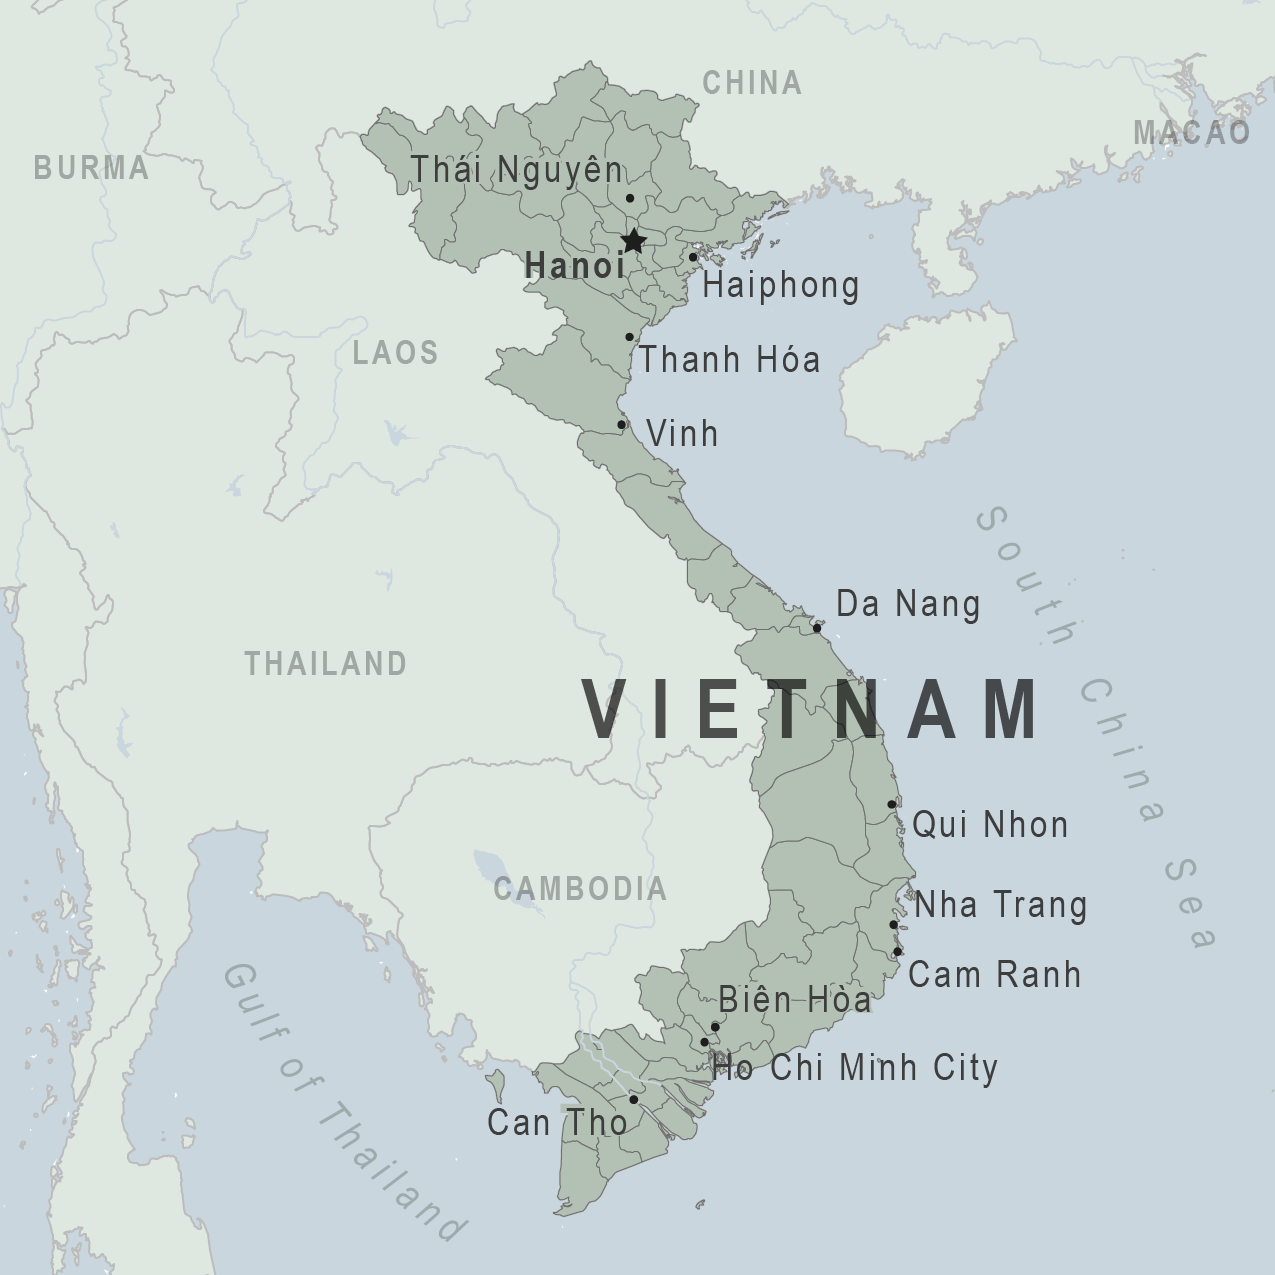 CHINA
MACAO
BURMA
Thái Nguyên
Hanoi
Haiphong
LAOS
Thanh Hóa
Vinh
South China Sea
Da Nang
THAILAND
VIETNAM
Qui Nhon
CAMBODIA
Nha Trang
Cam Ranh
Biên Hòa
Gulf of Thailand
Ho Chi Minh City
Can Tho